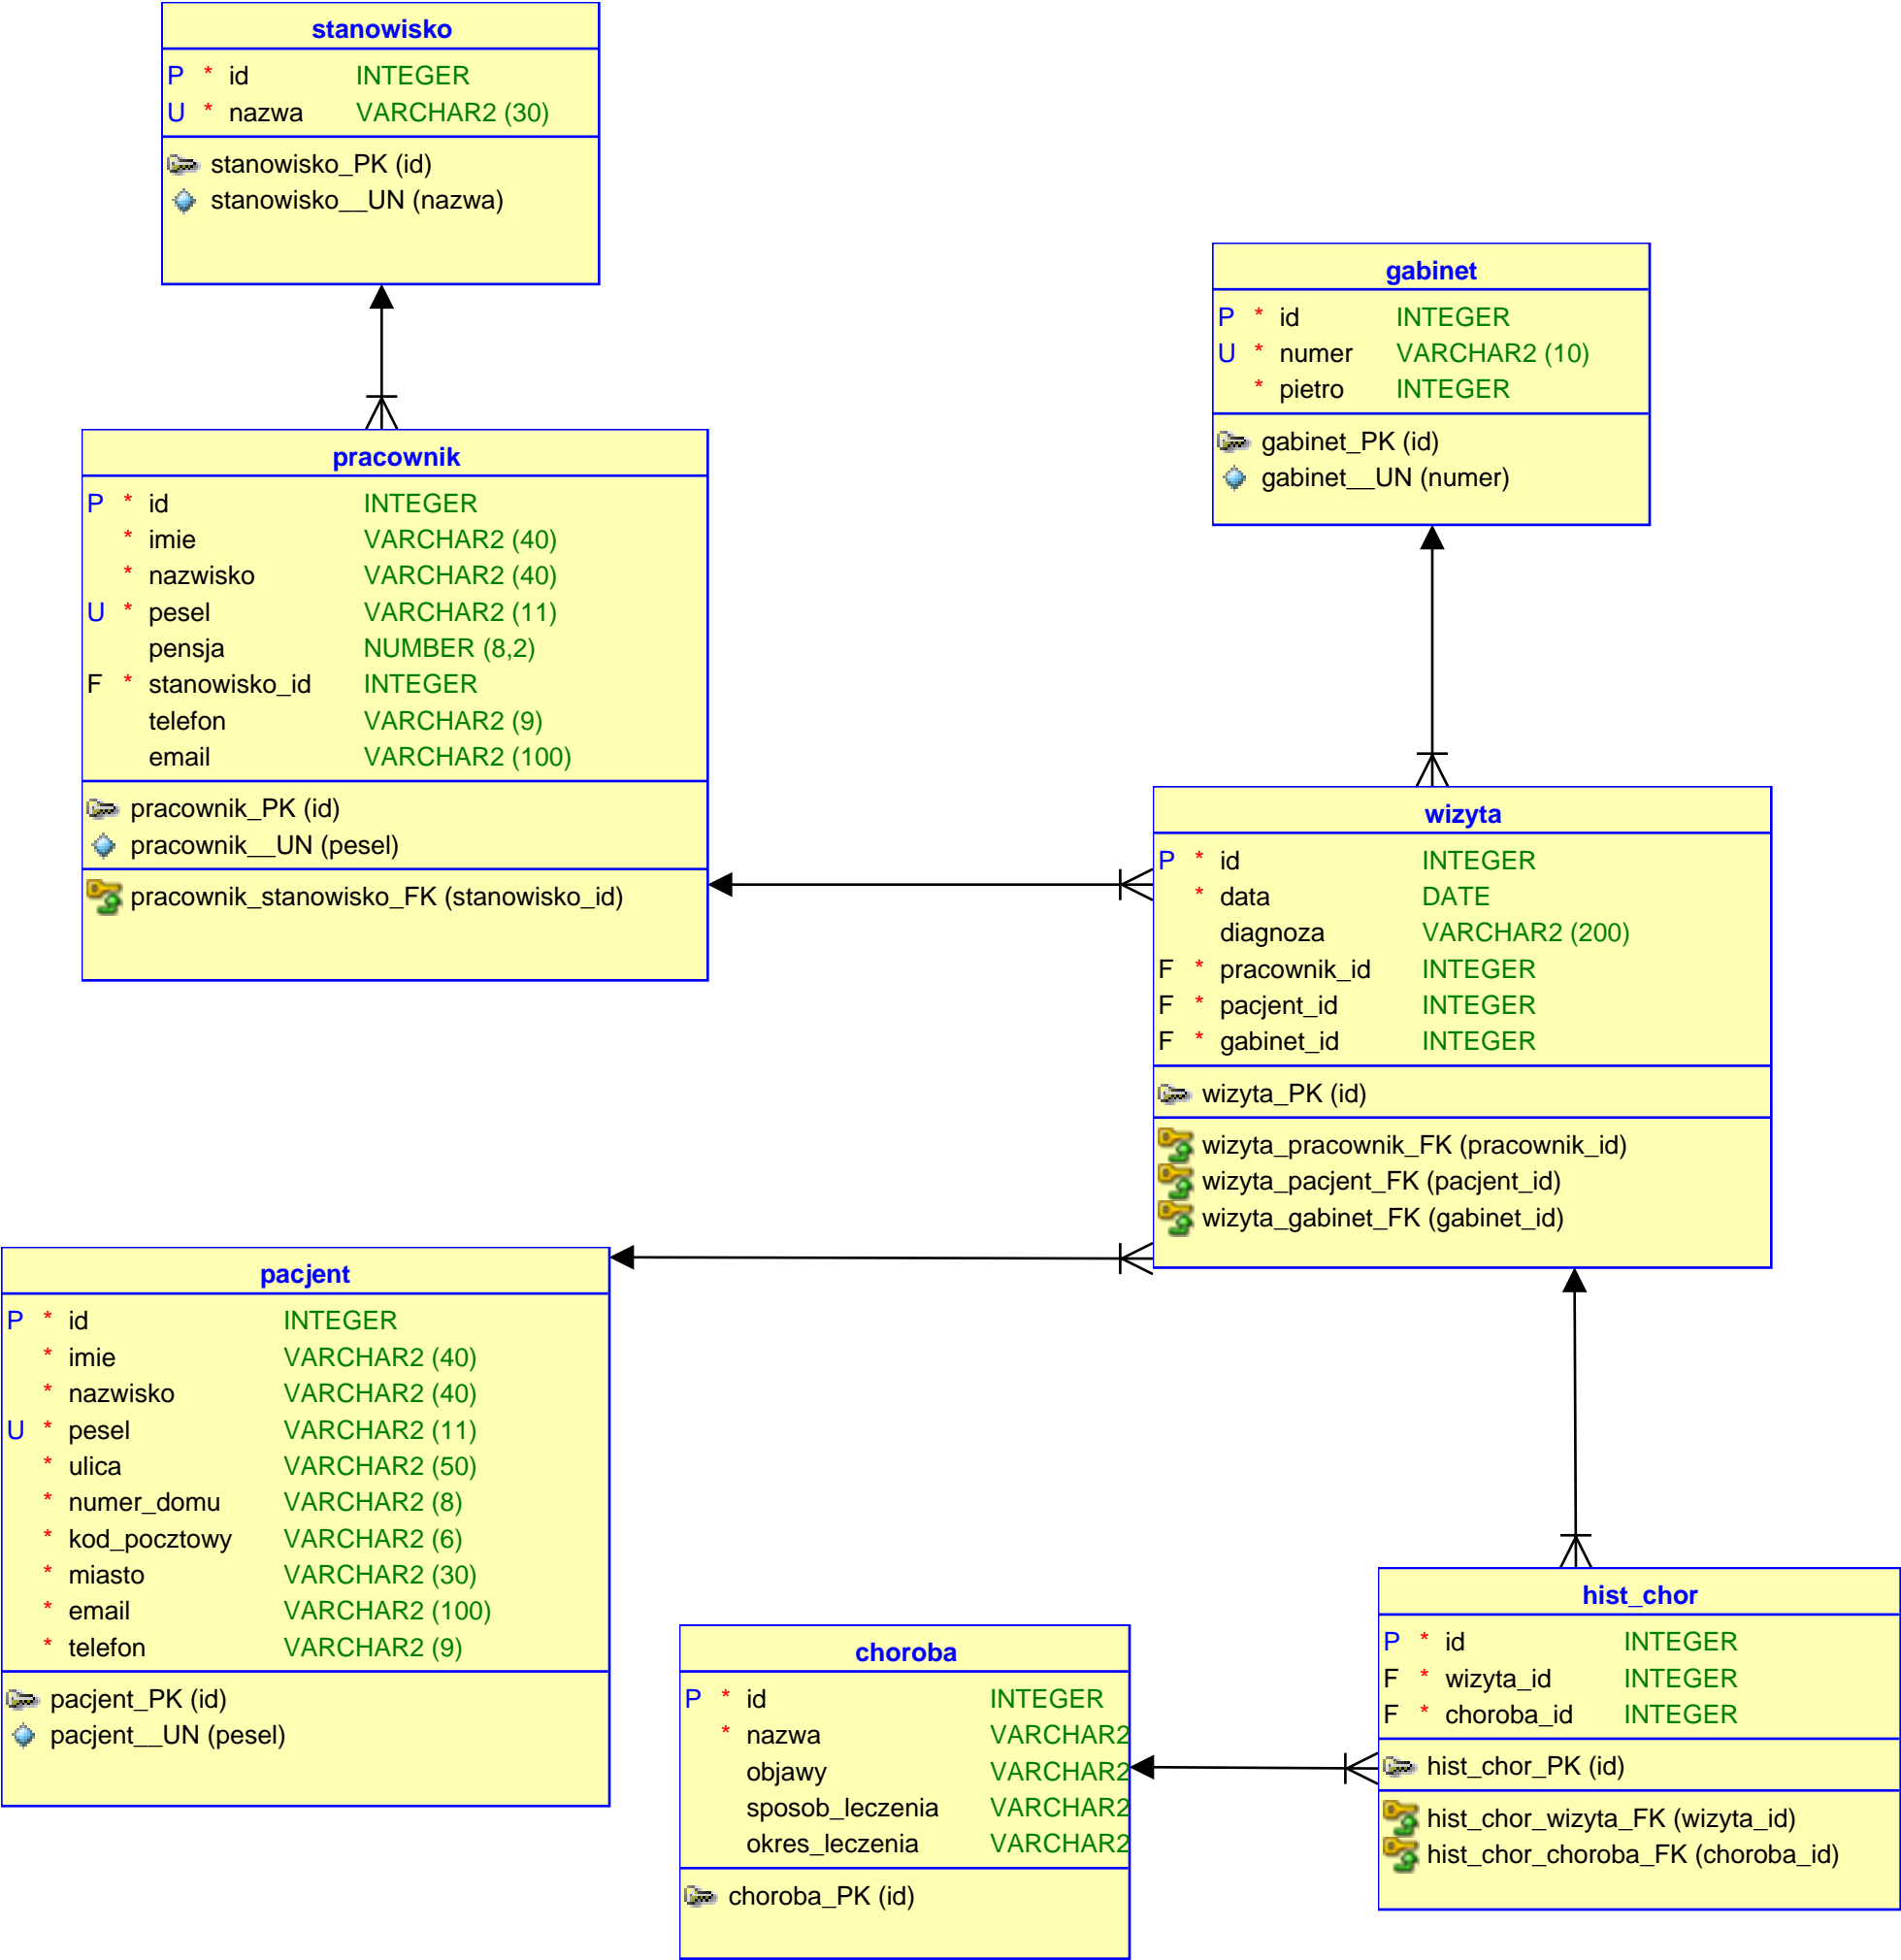 stanowisko
P * id INTEGER
U * nazwa VARCHAR2 (30)
stanowisko_PK (id)
stanowisko__UN (nazwa)
gabinet
P * id INTEGER
U * numer VARCHAR2 (10)
* pietro INTEGER
gabinet_PK (id)
gabinet__UN (numer)
pracownik
P * id INTEGER
* imie VARCHAR2 (40)
* nazwisko VARCHAR2 (40)
U * pesel VARCHAR2 (11)
pensja NUMBER (8,2)
F * stanowisko_id INTEGER
telefon VARCHAR2 (9)
email VARCHAR2 (100)
pracownik_PK (id)
pracownik__UN (pesel)
pracownik_stanowisko_FK (stanowisko_id)
wizyta
P * id INTEGER
* data DATE
diagnoza VARCHAR2 (200)
F * pracownik_id INTEGER
F * pacjent_id INTEGER
F * gabinet_id INTEGER
wizyta_PK (id)
wizyta_pracownik_FK (pracownik_id)
wizyta_pacjent_FK (pacjent_id)
wizyta_gabinet_FK (gabinet_id)
pacjent
P * id INTEGER
* imie VARCHAR2 (40)
* nazwisko VARCHAR2 (40)
U * pesel VARCHAR2 (11)
* ulica VARCHAR2 (50)
* numer_domu VARCHAR2 (8)
* kod_pocztowy VARCHAR2 (6)
* miasto VARCHAR2 (30)
* email VARCHAR2 (100)
* telefon VARCHAR2 (9)
pacjent_PK (id)
pacjent__UN (pesel)
choroba
P * id INTEGER
* nazwa VARCHAR2
objawy VARCHAR2
sposob_leczenia VARCHAR2
okres_leczenia VARCHAR2
choroba_PK (id)
hist_chor
P * id INTEGER
F * wizyta_id INTEGER
F * choroba_id INTEGER
hist_chor_PK (id)
hist_chor_wizyta_FK (wizyta_id)
hist_chor_choroba_FK (choroba_id)